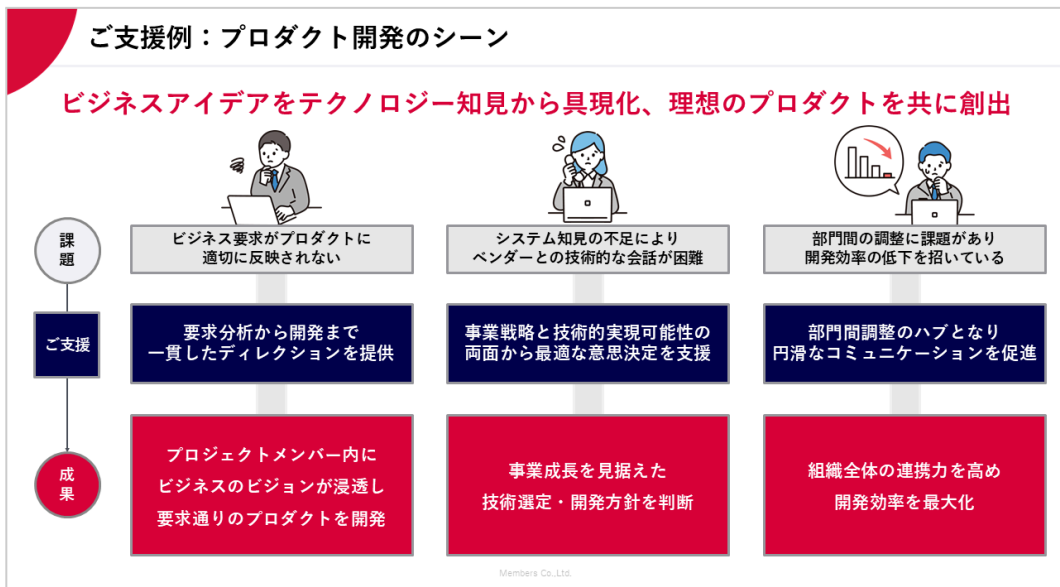 ご支援例：プロダクト開発のシーン
ビジネスアイデアをテクノロジー知見から具現化、理想のプロダクトを共に創出
課
題
ビジネス要求がプロダクトに
適切に反映されない
システム知見の不足により
ベンダーとの技術的な会話が困難
部門間の調整に課題があり
開発効率の低下を招いている
ご支援
要求分析から開発まで
一貫したディレクションを提供
事業戦略と技術的実現可能性の
両面から最適な意思決定を支援
部門間調整のハブとなり
円滑なコミュニケーションを促進
成
果
プロジェクトメンバー内に
ビジネスのビジョンが浸透し
要求通りのプロダクトを開発
事業成長を見据えた
技術選定・開発方針を判断
組織全体の連携力を高め
開発効率を最大化
Members Co.,Ltd.